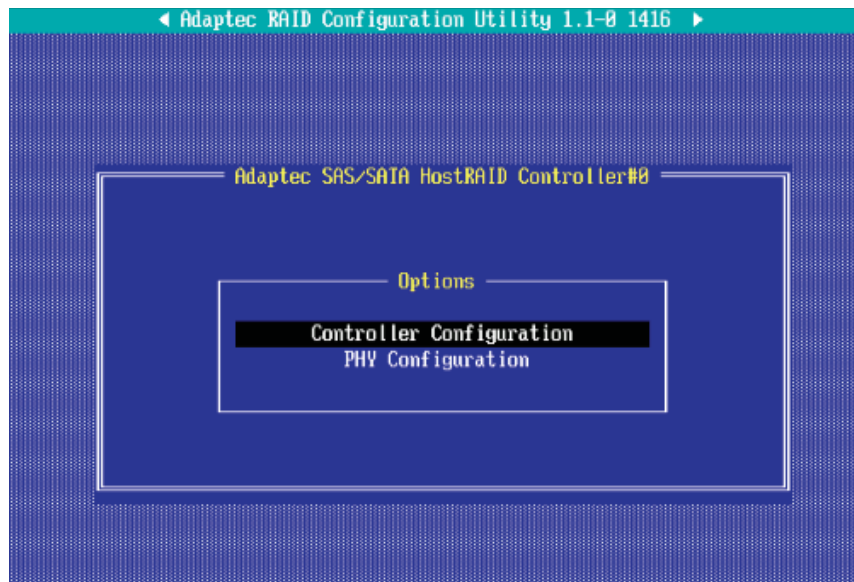 Adaptec RAID Configuration Utility 1.1-0 1416
Adaptec SAS/SATA HostRAID Controller#0
Options
Controller Configuration
PHY Configuration